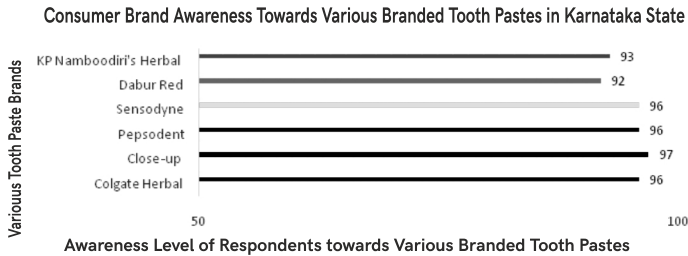 Consumer Brand Awareness Towards Various Branded Tooth Pastes in Karnataka State
Variouus Tooth Paste Brands
KP Namboodiri's Herbal 93
Dabur Red 92
Sensodyne 96
Pepsodent 96
Close-up 97
Colgate Herbal 96
50 100
Awareness Level of Respondents towards Various Branded Tooth Pastes